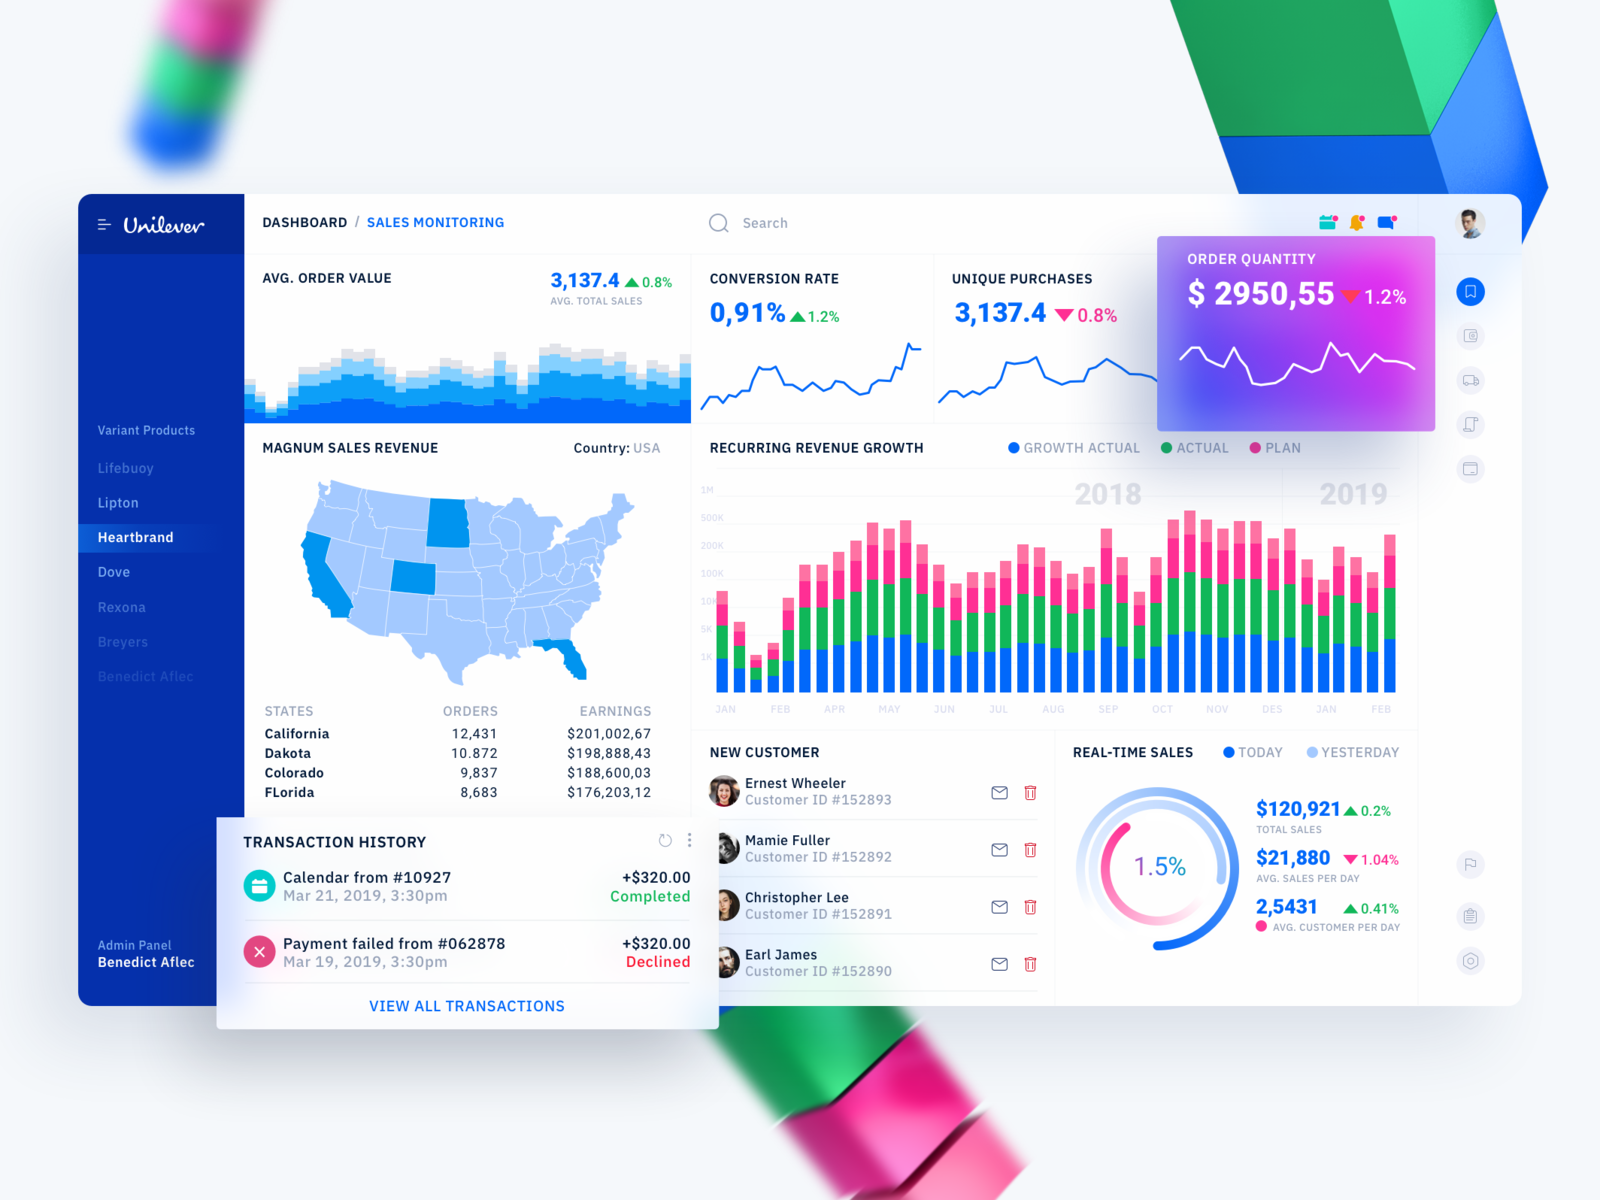 Unilever
DASHBOARD / SALES MONITORING
Search
Variant Products
Lifebuoy
Lipton
Heartbrand
Dove
Rexona
Breyers
Benedict Aflec
Admin Panel
Benedict Aflec
AVG. ORDER VALUE
3,137.4 0.8%
AVG. TOTAL SALES
CONVERSION RATE
0,91% 1.2%
UNIQUE PURCHASES
3,137.4 0.8%
ORDER QUANTITY
$ 2950,55 1.2%
MAGNUM SALES REVENUE
Country: USA
STATES ORDERS EARNINGS
California 12,431 $201,002,67
Dakota 10.872 $198,888,43
Colorado 9,837 $188,600,03
FLorida 8,683 $176,203,12
RECURRING REVENUE GROWTH
GROWTH ACTUAL ACTUAL PLAN
2018 2019
1M
500K
200K
100K
10K
5K
1K
JAN FEB APR MAY JUN JUL AUG SEP OCT NOV DES JAN FEB
TRANSACTION HISTORY
Calendar from #10927 +$320.00
Mar 21, 2019, 3:30pm Completed
Payment failed from #062878 +$320.00
Mar 19, 2019, 3:30pm Declined
VIEW ALL TRANSACTIONS
NEW CUSTOMER
Ernest Wheeler
Customer ID #152893
Mamie Fuller
Customer ID #152892
Christopher Lee
Customer ID #152891
Earl James
Customer ID #152890
REAL-TIME SALES
TODAY YESTERDAY
1.5%
$120,921 0.2%
TOTAL SALES
$21,880 1.04%
AVG. SALES PER DAY
2,5431 0.41%
AVG. CUSTOMER PER DAY